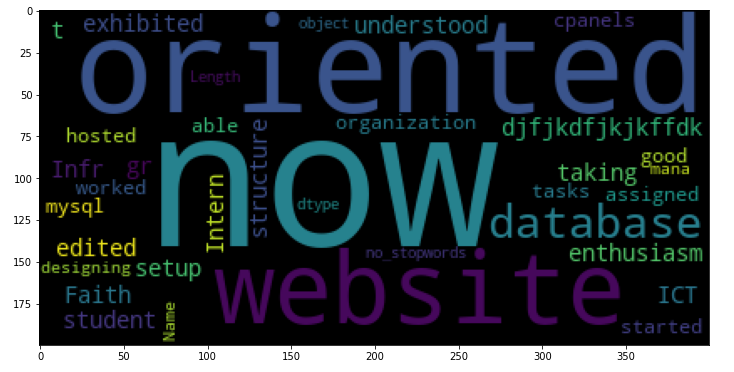 0
t exhibited object understood cpanels
oriented
25
Length
50
75
hosted able organization djfjkdfjkjkffdk
now
structure
Infr gr taking good
mana
100
worked Intern dtype tasks assigned
mysql
125
database
edited no_stopwords enthusiasm
150
designing setup
website
Faith ICT
175
student Name started
0 50 100 150 200 250 300 350